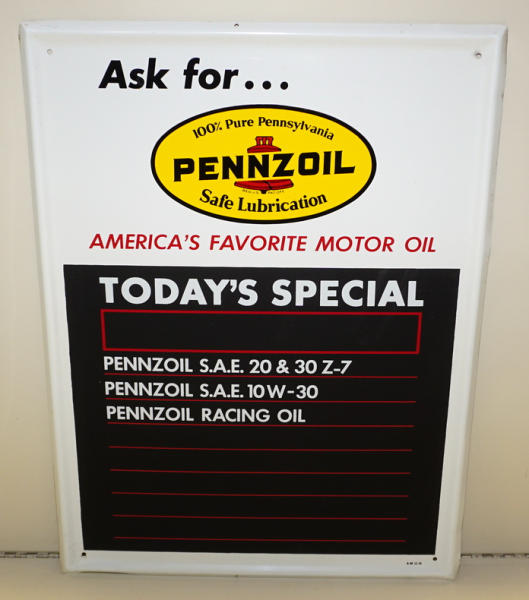 Ask for...
100% Pure Pennsylvania
PENNZOIL
Safe Lubrication
AMERICA'S FAVORITE MOTOR OIL
TODAY'S SPECIAL
PENNZOIL S.A.E. 20 & 30 Z-7
PENNZOIL S.A.E. 10W-30
PENNZOIL RACING OIL